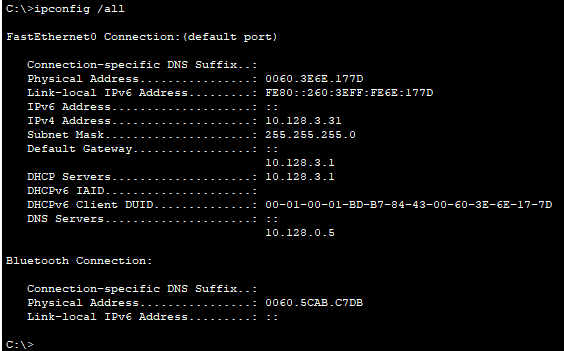 C:\>ipconfig /all
FastEthernet0 Connection:(default port)
Connection-specific DNS Suffix..:
Physical Address................: 0060.3E6E.177D
Link-local IPv6 Address.........: FE80::260:3EFF:FE6E:177D
IPv6 Address....................: ::
IPv4 Address....................: 10.128.3.31
Subnet Mask.....................: 255.255.255.0
Default Gateway.................: ::
10.128.3.1
DHCP Servers....................: 10.128.3.1
DHCPv6 IAID.....................:
DHCPv6 Client DUID..............: 00-01-00-01-BD-B7-84-43-00-60-3E-6E-17-7D
DNS Servers.....................: ::
10.128.0.5
Bluetooth Connection:
Connection-specific DNS Suffix..:
Physical Address................: 0060.5CAB.C7DB
Link-local IPv6 Address.........: ::
C:\>